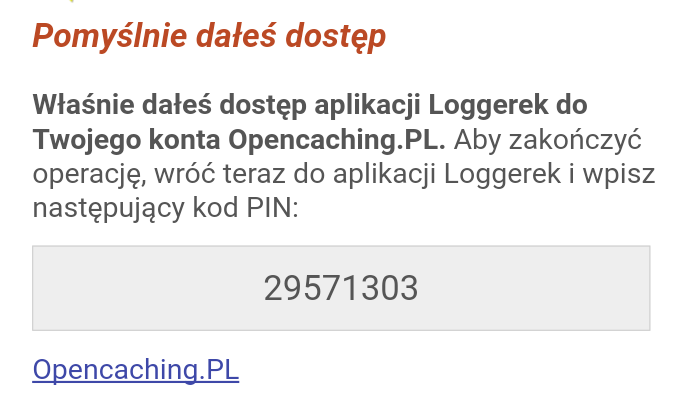 Pomyślnie dałeś dostęp
Właśnie dałeś dostęp aplikacji Loggerek do
Twojego konta Opencaching.PL. Aby zakończyć
operację, wróć teraz do aplikacji Loggerek i wpisz
następujący kod PIN:
29571303
Opencaching.PL